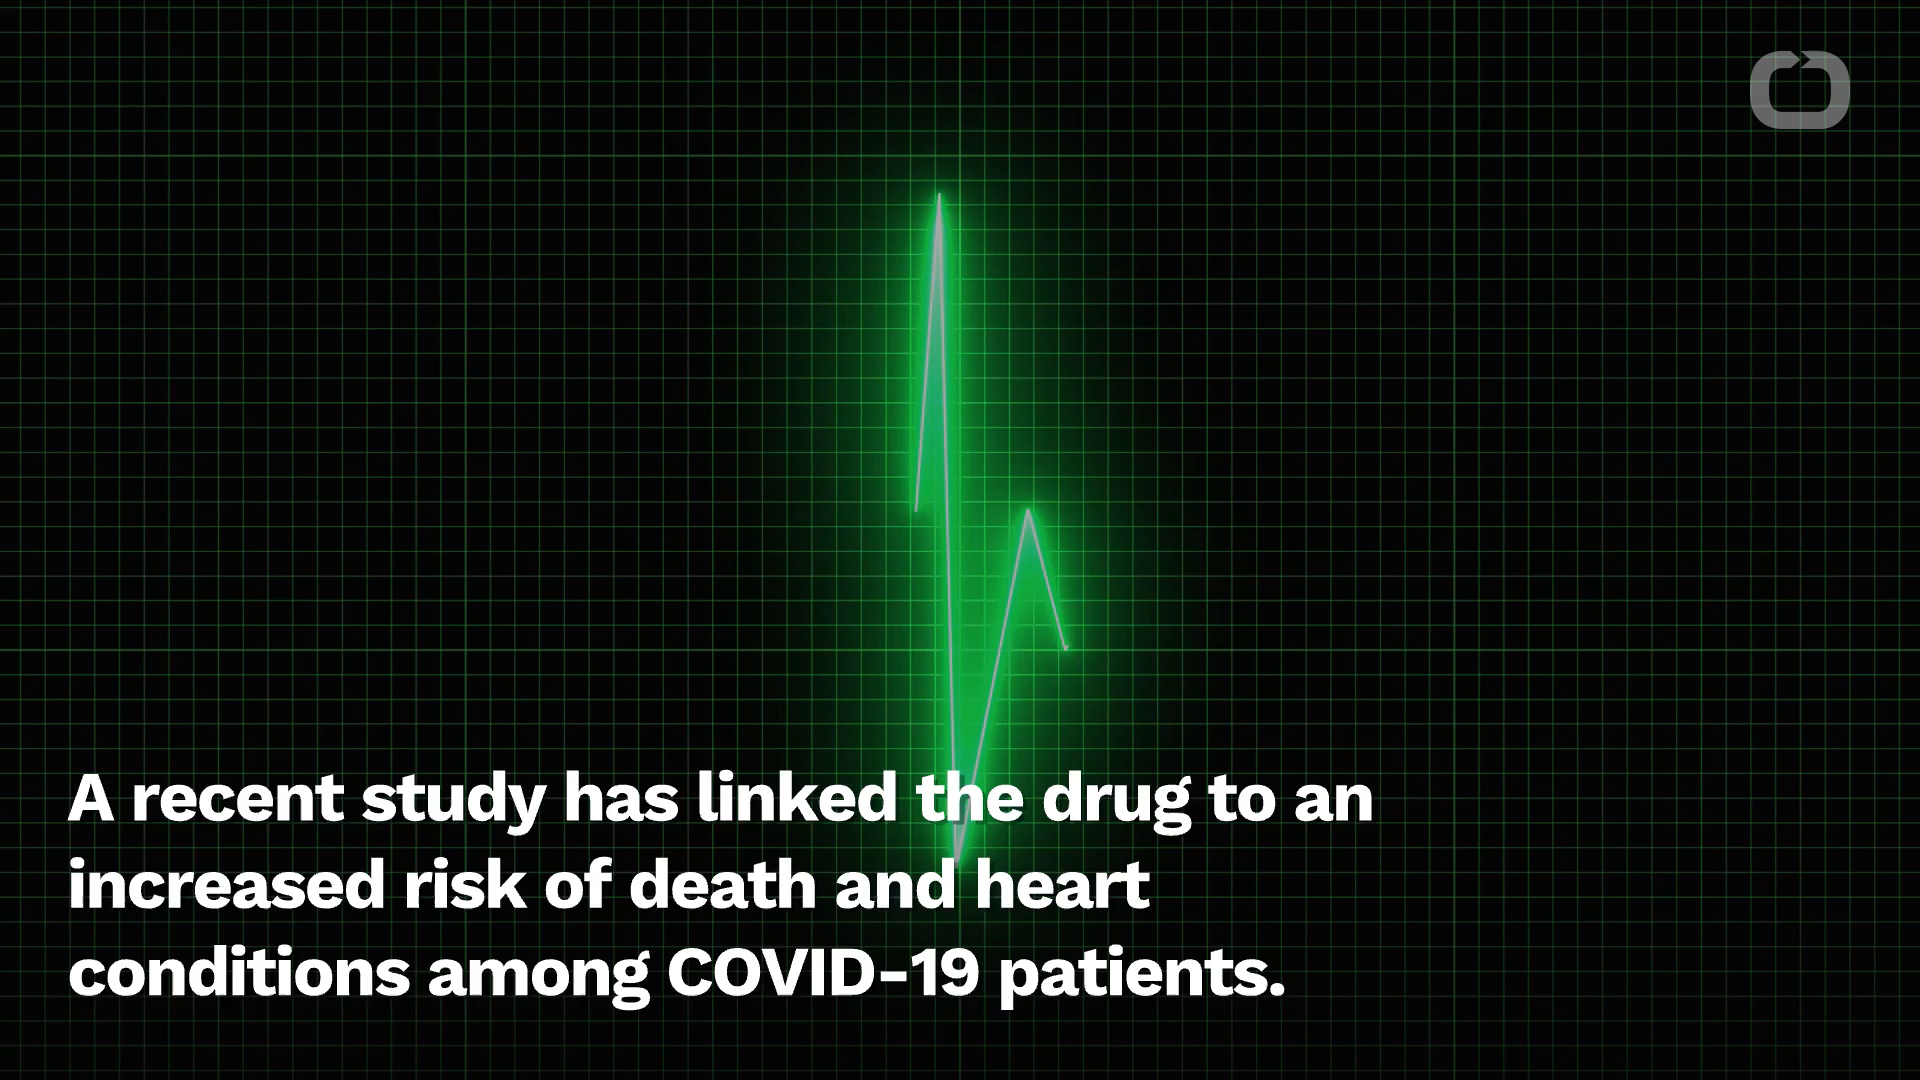 A recent study has linked the drug to an
increased risk of death and heart
conditions among COVID-19 patients.